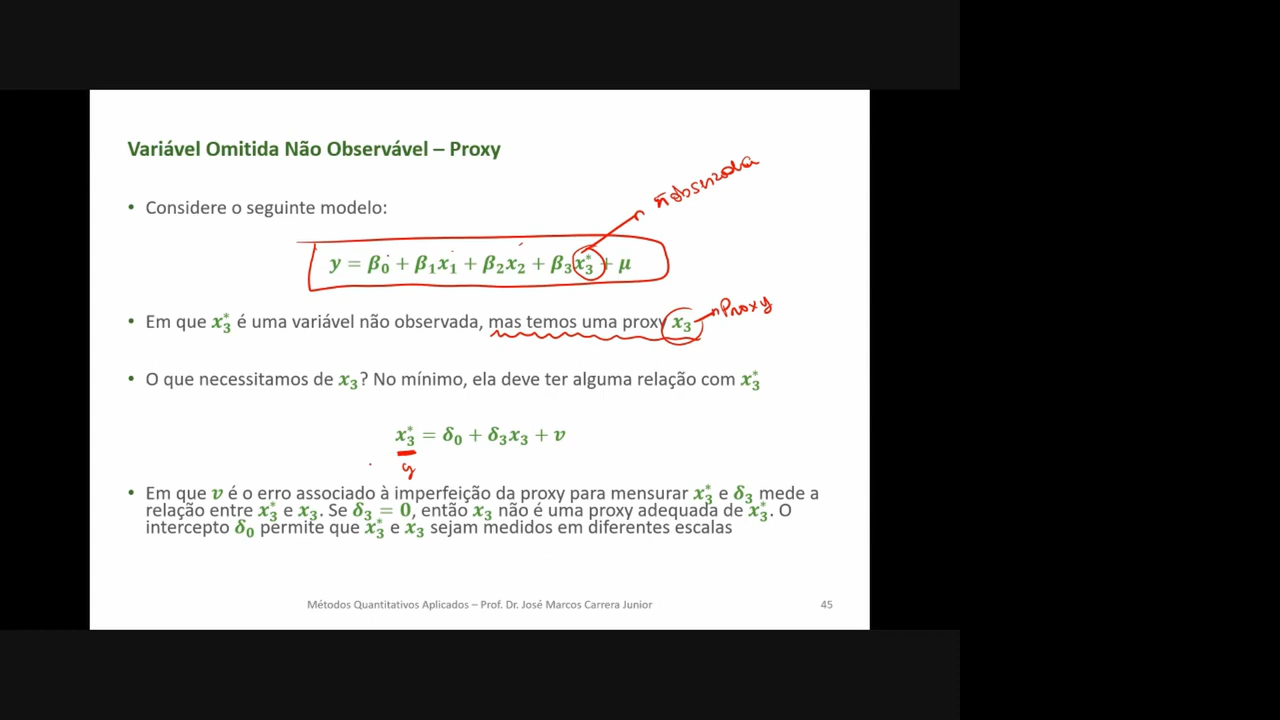 Variável Omitida Não Observável – Proxy
ñ observada
• Considere o seguinte modelo:
y = β₀ + β₁x₁ + β₂x₂ + β₃x₃* + μ
• Em que x₃* é uma variável não observada, mas temos uma proxy x₃
Proxy
• O que necessitamos de x₃? No mínimo, ela deve ter alguma relação com x₃*
x₃* = δ₀ + δ₃x₃ + v
y
• Em que v é o erro associado à imperfeição da proxy para mensurar x₃* e δ₃ mede a
relação entre x₃* e x₃. Se δ₃ = 0, então x₃ não é uma proxy adequada de x₃*. O
intercepto δ₀ permite que x₃* e x₃ sejam medidos em diferentes escalas
Métodos Quantitativos Aplicados – Prof. Dr. José Marcos Carrera Junior
45